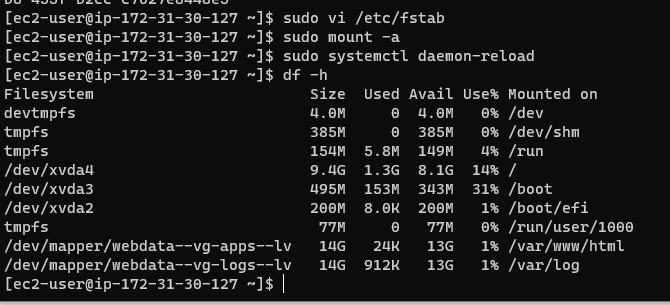 [ec2-user@ip-172-31-30-127 ~]$ sudo vi /etc/fstab
[ec2-user@ip-172-31-30-127 ~]$ sudo mount -a
[ec2-user@ip-172-31-30-127 ~]$ sudo systemctl daemon-reload
[ec2-user@ip-172-31-30-127 ~]$ df -h
Filesystem Size Used Avail Use% Mounted on
devtmpfs 4.0M 0 4.0M 0% /dev
tmpfs 385M 0 385M 0% /dev/shm
tmpfs 154M 5.8M 149M 4% /run
/dev/xvda4 9.4G 1.3G 8.1G 14% /
/dev/xvda3 495M 153M 343M 31% /boot
/dev/xvda2 200M 8.0K 200M 1% /boot/efi
tmpfs 77M 0 77M 0% /run/user/1000
/dev/mapper/webdata--vg-apps--lv 14G 24K 13G 1% /var/www/html
/dev/mapper/webdata--vg-logs--lv 14G 912K 13G 1% /var/log
[ec2-user@ip-172-31-30-127 ~]$